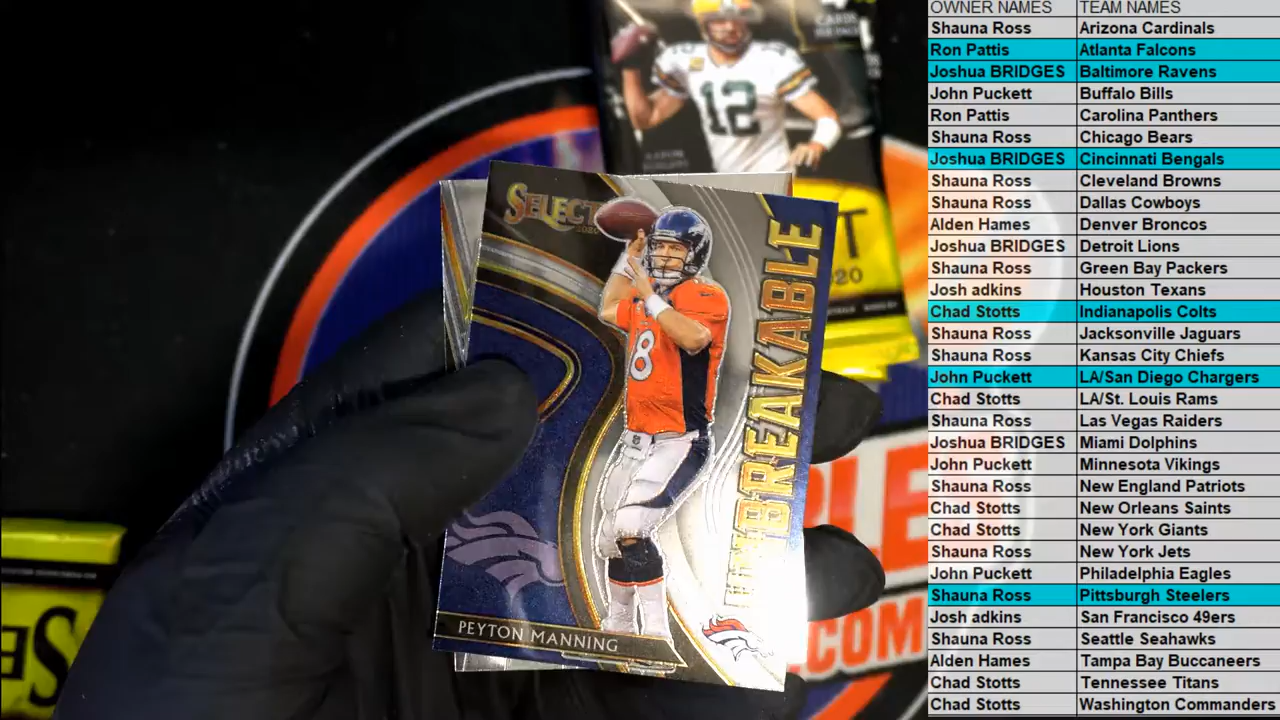 OWNER NAMES TEAM NAMES
Shauna Ross Arizona Cardinals
Ron Pattis Atlanta Falcons
Joshua BRIDGES Baltimore Ravens
John Puckett Buffalo Bills
Ron Pattis Carolina Panthers
Shauna Ross Chicago Bears
Joshua BRIDGES Cincinnati Bengals
Shauna Ross Cleveland Browns
Shauna Ross Dallas Cowboys
Alden Hames Denver Broncos
Joshua BRIDGES Detroit Lions
Shauna Ross Green Bay Packers
Josh adkins Houston Texans
Chad Stotts Indianapolis Colts
Shauna Ross Jacksonville Jaguars
Shauna Ross Kansas City Chiefs
John Puckett LA/San Diego Chargers
Chad Stotts LA/St. Louis Rams
Shauna Ross Las Vegas Raiders
Joshua BRIDGES Miami Dolphins
John Puckett Minnesota Vikings
Shauna Ross New England Patriots
Chad Stotts New Orleans Saints
Chad Stotts New York Giants
Shauna Ross New York Jets
John Puckett Philadelphia Eagles
Shauna Ross Pittsburgh Steelers
Josh adkins San Francisco 49ers
Shauna Ross Seattle Seahawks
Alden Hames Tampa Bay Buccaneers
Chad Stotts Tennessee Titans
Chad Stotts Washington Commanders
12
SELECT
2020
UNBREAKABLE
18
PEYTON MANNING
.COM